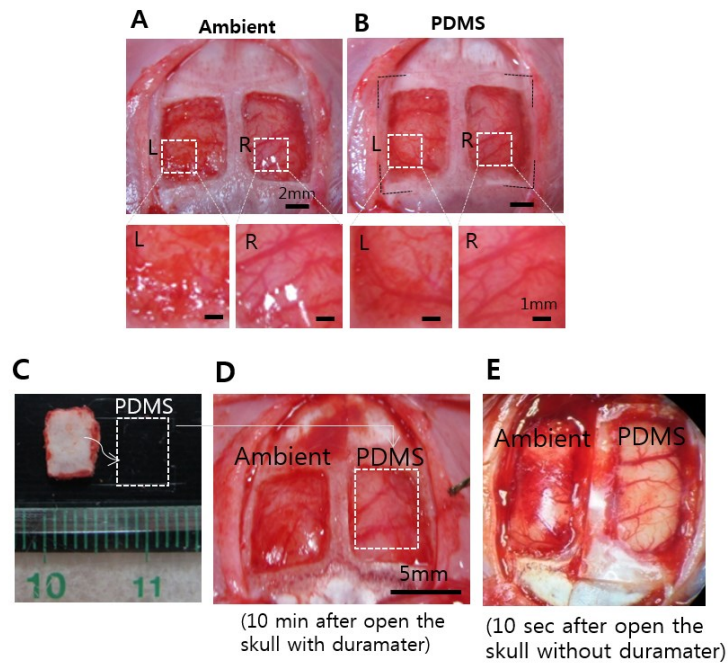 A
Ambient
B
PDMS
L
R
2mm
L
R
L
R
L
R
1mm
C
PDMS
10
11
D
Ambient
PDMS
5mm
(10 min after open the
skull with duramater)
E
Ambient
PDMS
(10 sec after open the
skull without duramater)